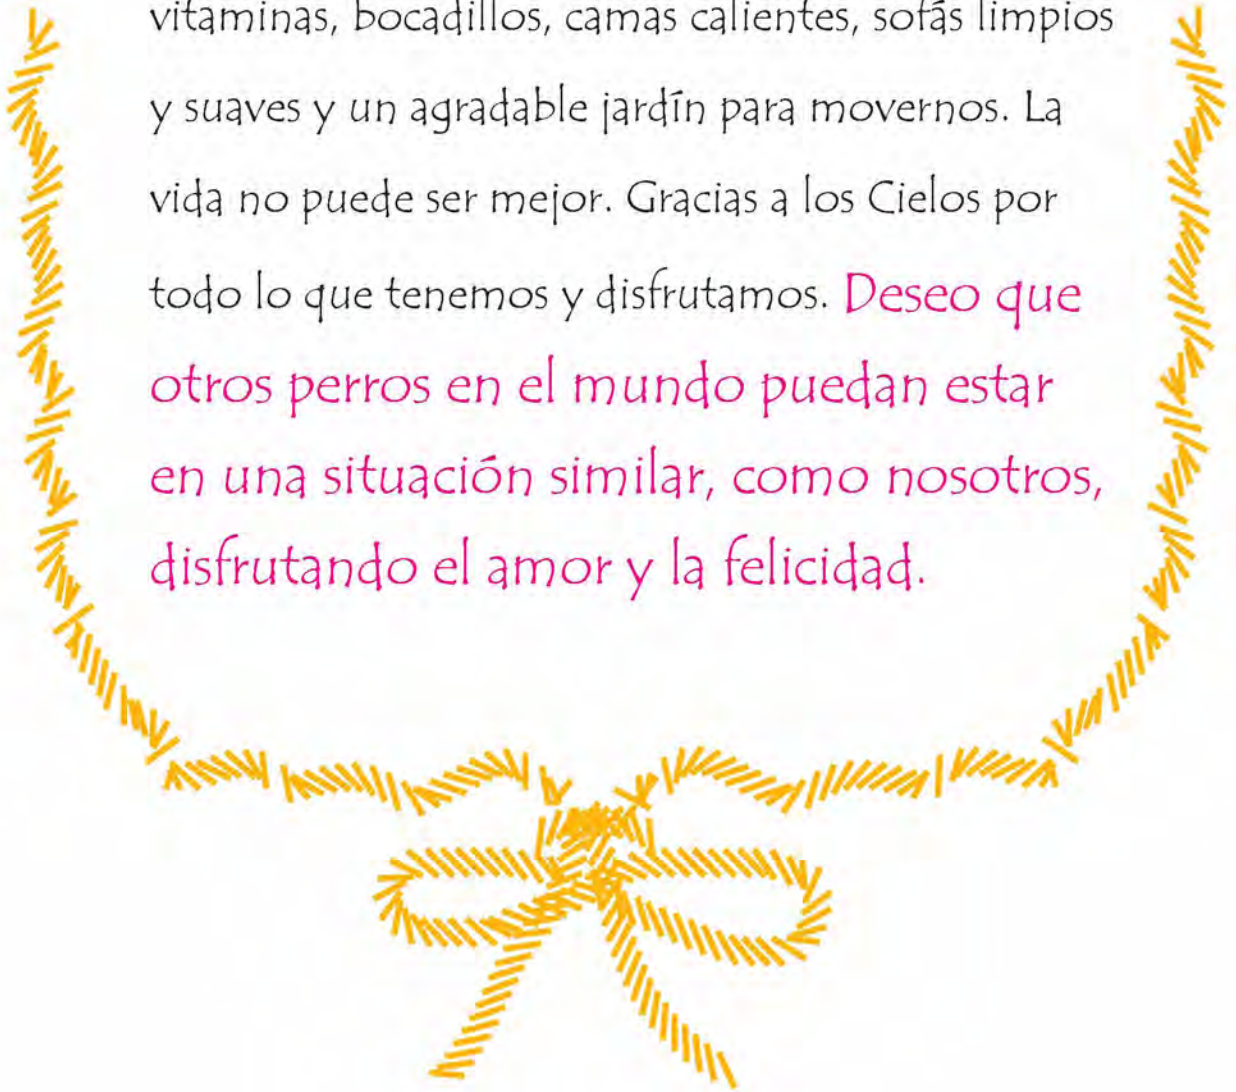 vitaminas, bocadillos, camas calientes, sofás limpios
y suaves y un agradable jardín para movernos. La
vida no puede ser mejor. Gracias a los Cielos por
todo lo que tenemos y disfrutamos. Deseo que
otros perros en el mundo puedan estar
en una situación similar, como nosotros,
disfrutando el amor y la felicidad.